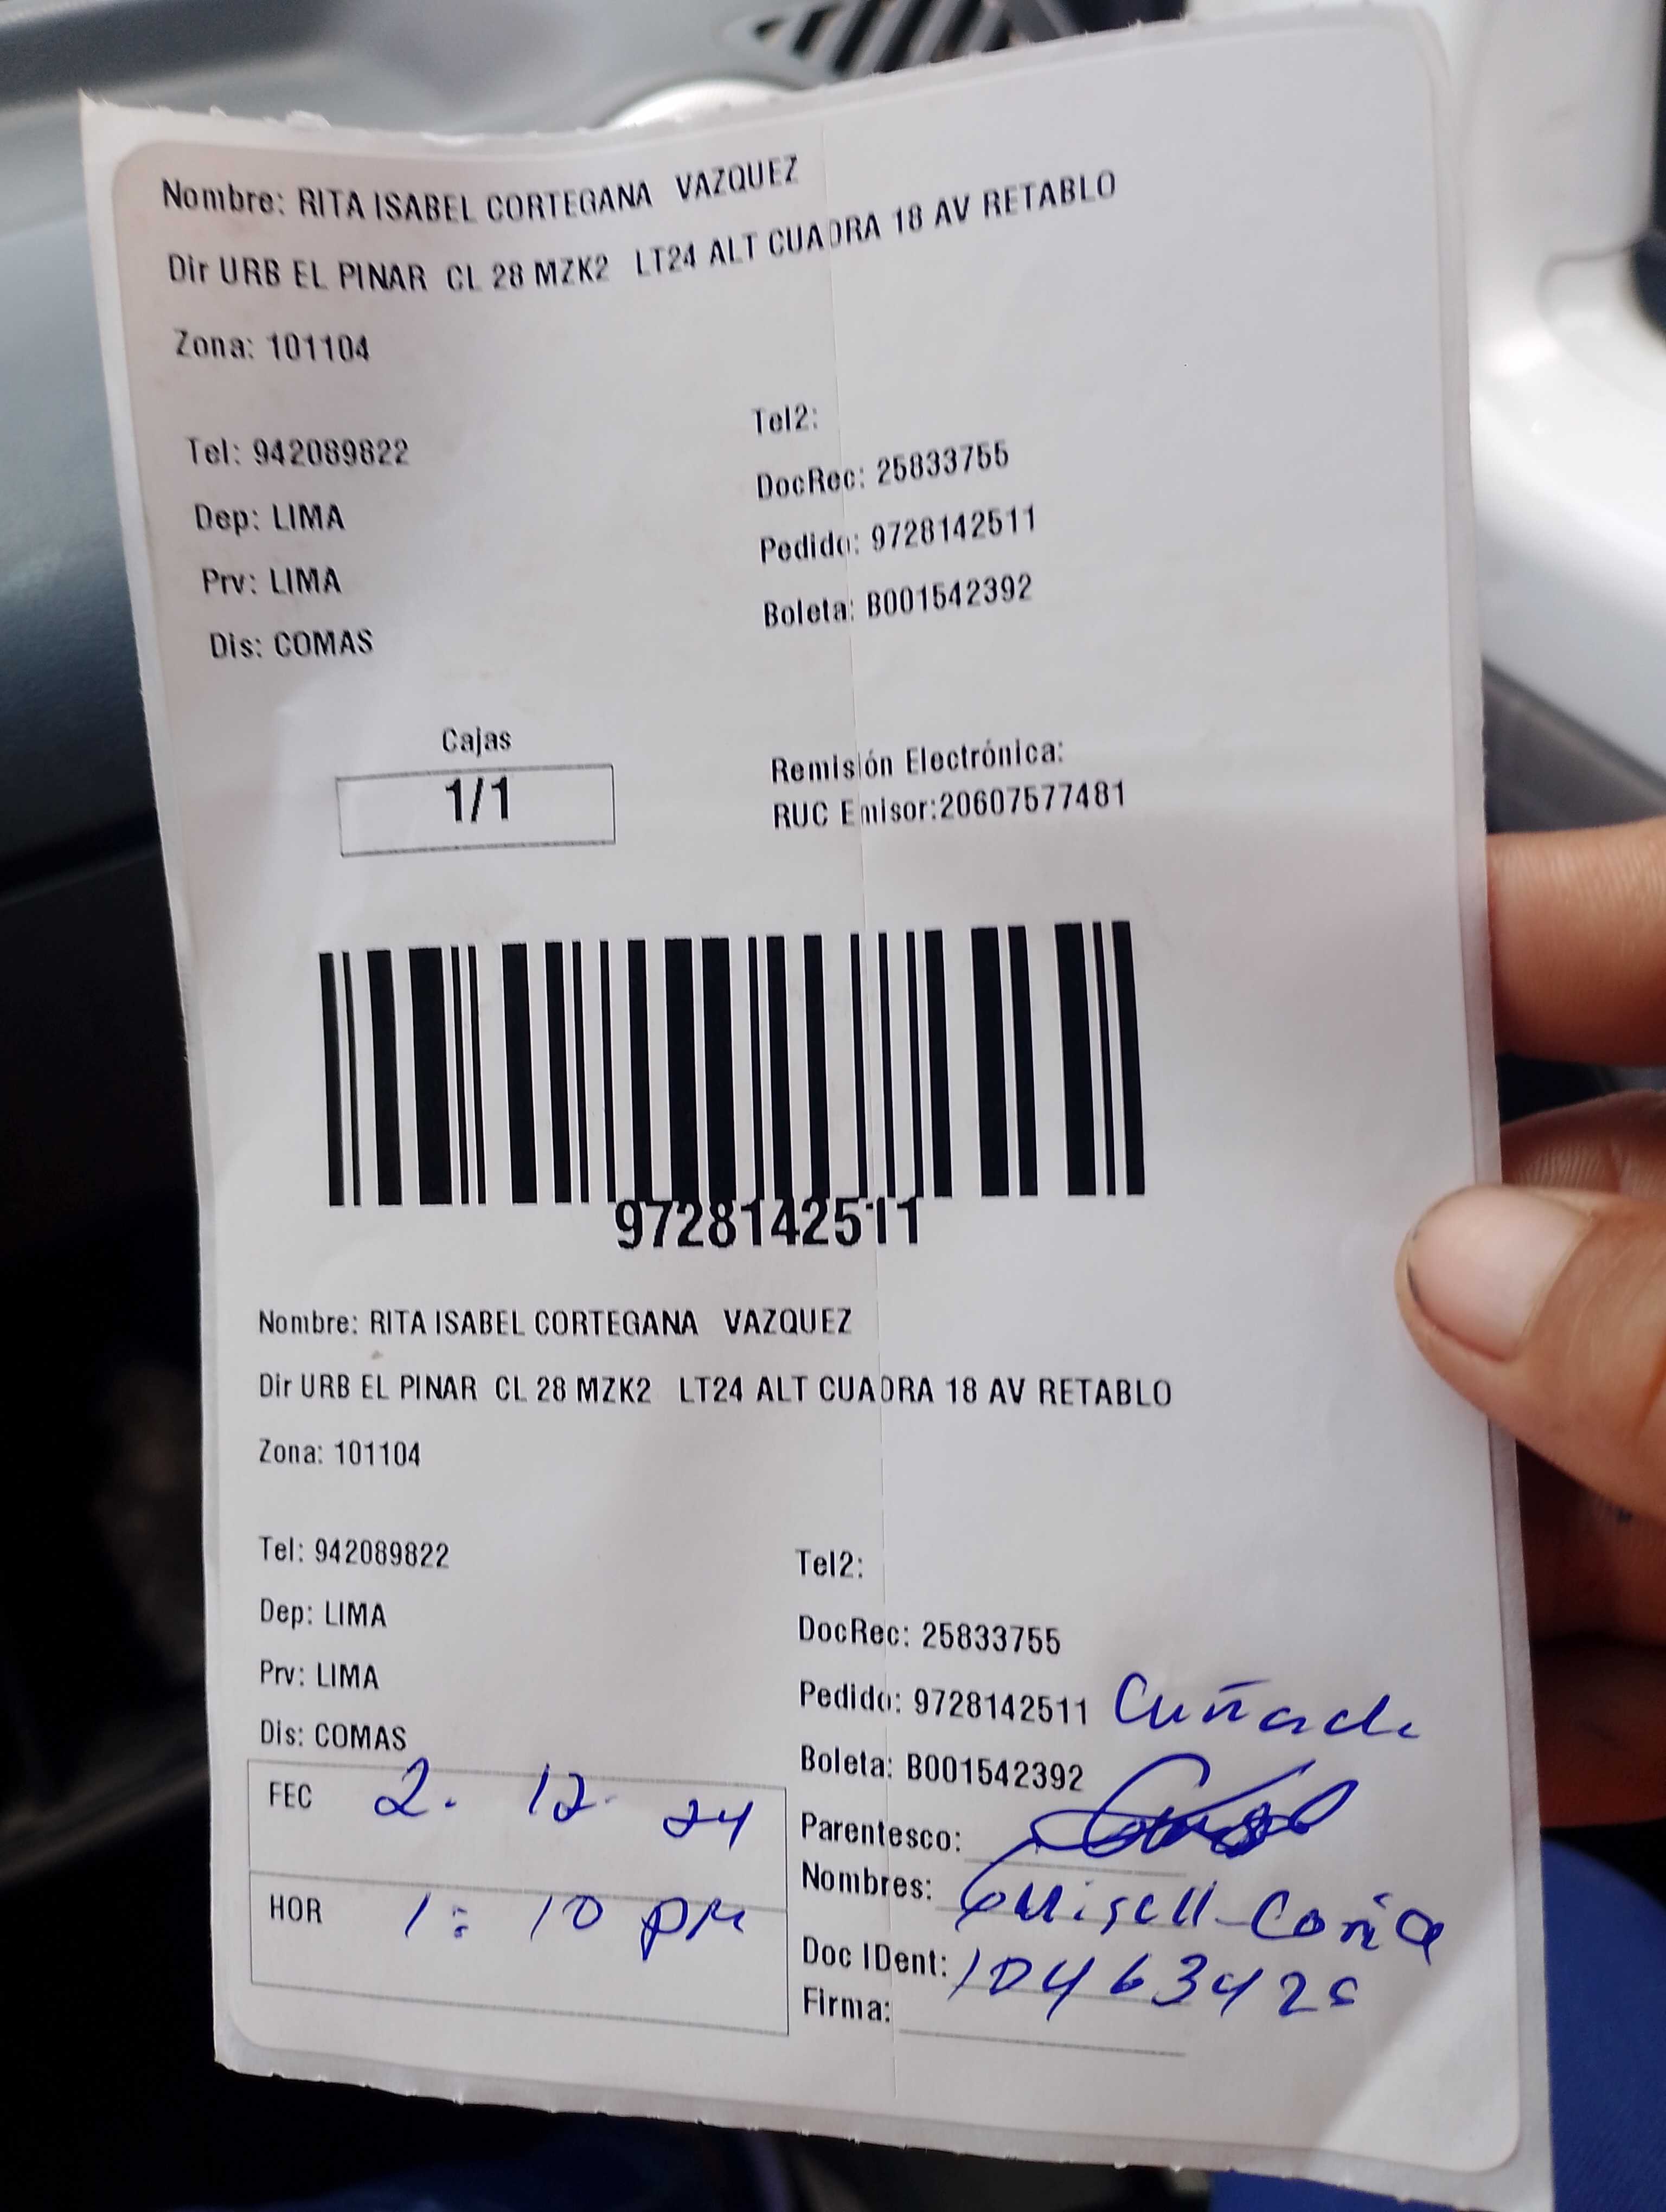 Nombre: RITA ISABEL CORTEGANA VAZQUEZ
Dir URB EL PINAR CL 28 MZK2 LT24 ALT CUADRA 18 AV RETABLO
Zona: 101104
Tel: 942089822
Dep: LIMA
Prv: LIMA
Dis: COMAS
Tel2:
DocRec: 25833755
Pedido: 9728142511
Boleta: B001542392
Cajas
1/1
Remisión Electrónica:
RUC Emisor:20607577481
9728142511
Nombre: RITA ISABEL CORTEGANA VAZQUEZ
Dir URB EL PINAR CL 28 MZK2 LT24 ALT CUADRA 18 AV RETABLO
Zona: 101104
Tel: 942089822
Dep: LIMA
Prv: LIMA
Dis: COMAS
FEC 2. 12. 24
HOR 1: 10 PM
Tel2:
DocRec: 25833755
Pedido: 9728142511 Cuñada
Boleta: B001542392
Parentesco:
Nombres:
Doc IDent: 10463425
Firma: